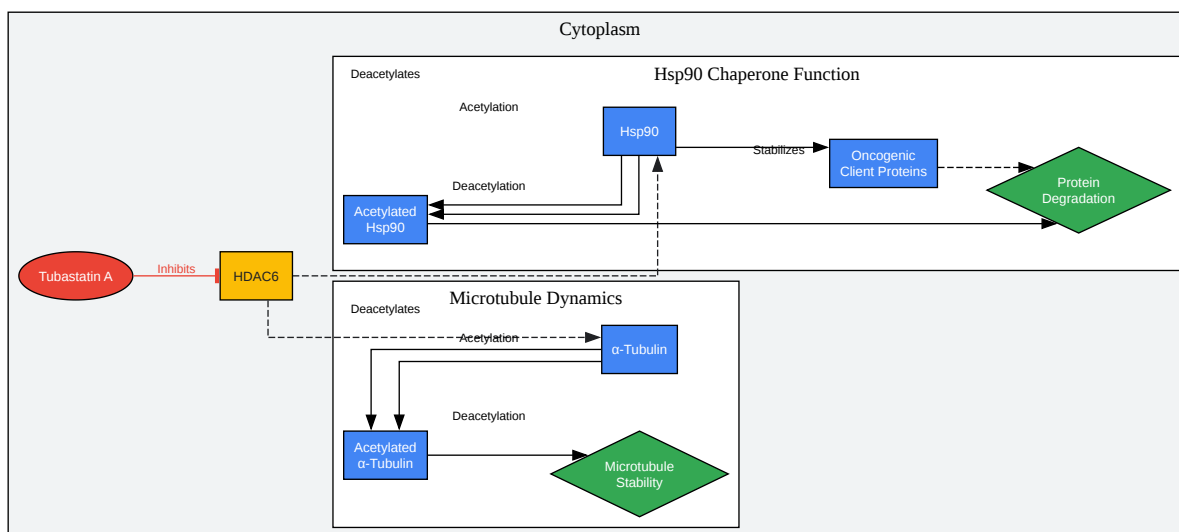 Cytoplasm
Deacetylates
Hsp90 Chaperone Function
Acetylation
Hsp90
Stabilizes
Oncogenic
Client Proteins
Protein
Degradation
Deacetylation
Acetylated
Hsp90
Tubastatin A
Inhibits
HDAC6
Microtubule Dynamics
Deacetylates
Acetylation
α-Tubulin
Deacetylation
Acetylated
α-Tubulin
Microtubule
Stability